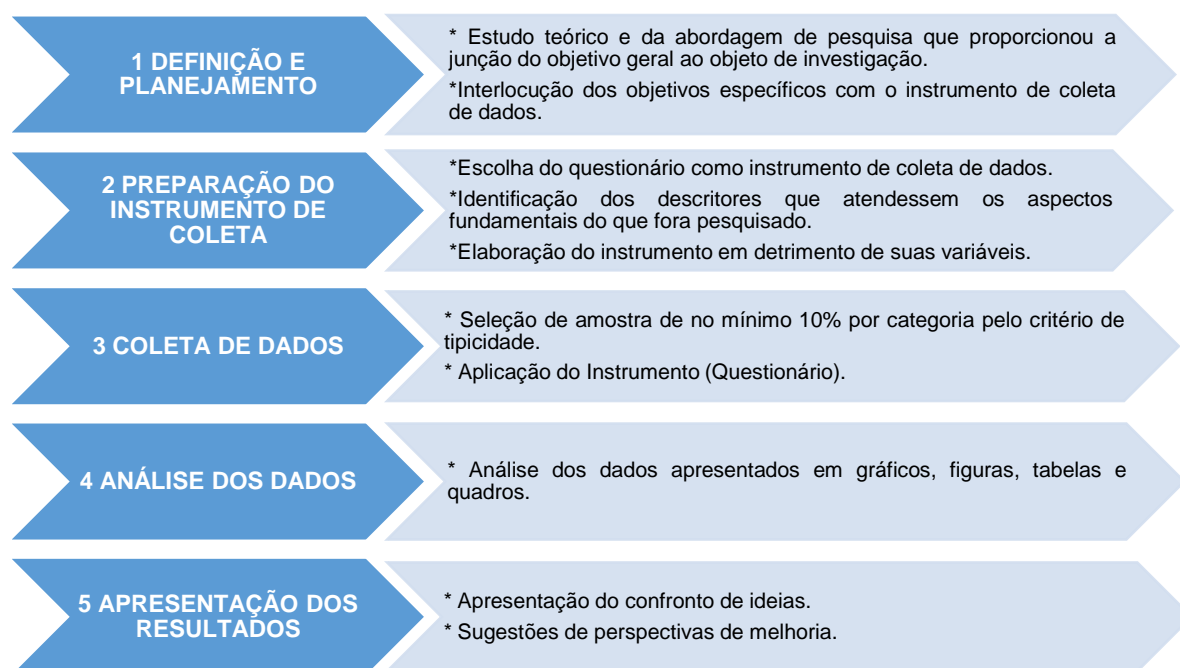 1 DEFINIÇÃO E
PLANEJAMENTO
* Estudo teórico e da abordagem de pesquisa que proporcionou a
junção do objetivo geral ao objeto de investigação.
*Interlocução dos objetivos específicos com o instrumento de coleta
de dados.
2 PREPARAÇÃO DO
INSTRUMENTO DE
COLETA
*Escolha do questionário como instrumento de coleta de dados.
*Identificação dos descritores que atendessem os aspectos
fundamentais do que fora pesquisado.
*Elaboração do instrumento em detrimento de suas variáveis.
3 COLETA DE DADOS
* Seleção de amostra de no mínimo 10% por categoria pelo critério de
tipicidade.
* Aplicação do Instrumento (Questionário).
4 ANÁLISE DOS DADOS
* Análise dos dados apresentados em gráficos, figuras, tabelas e
quadros.
5 APRESENTAÇÃO DOS
RESULTADOS
* Apresentação do confronto de ideias.
* Sugestões de perspectivas de melhoria.